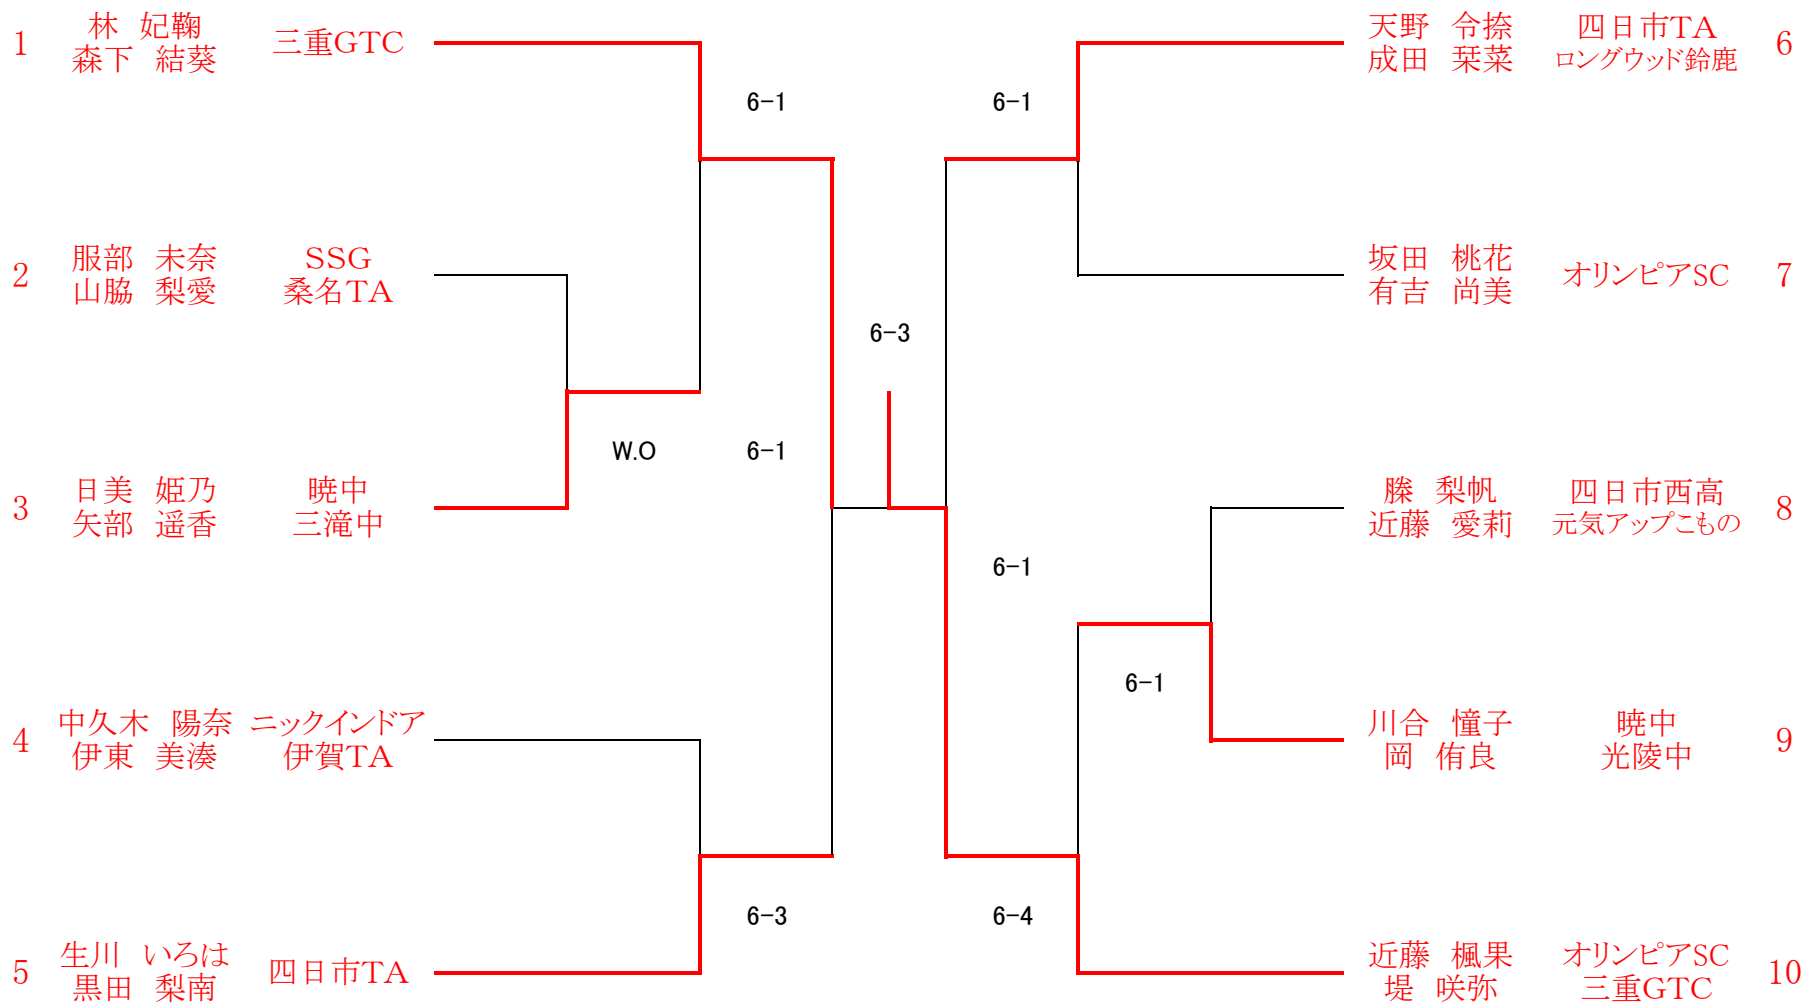 1 林 妃鞠 三重GTC
森下 結葵
2 服部 未奈 SSG
山脇 梨愛 桑名TA
3 日美 姫乃 暁中
矢部 遥香 三滝中
4 中久木 陽奈 ニックインドア
伊東 美湊 伊賀TA
5 生川 いろは 四日市TA
黒田 梨南
6-1
W.O
6-1
6-3
6-3
6-1
6-1
6-1
6-4
天野 令捺 四日市TA 6
成田 栞菜 ロングウッド鈴鹿
坂田 桃花 オリンピアSC 7
有吉 尚美
滕 梨帆 四日市西高 8
近藤 愛莉 元気アップこもの
川合 憧子 暁中 9
岡 侑良 光陵中
近藤 楓果 オリンピアSC 10
堤 咲弥 三重GTC